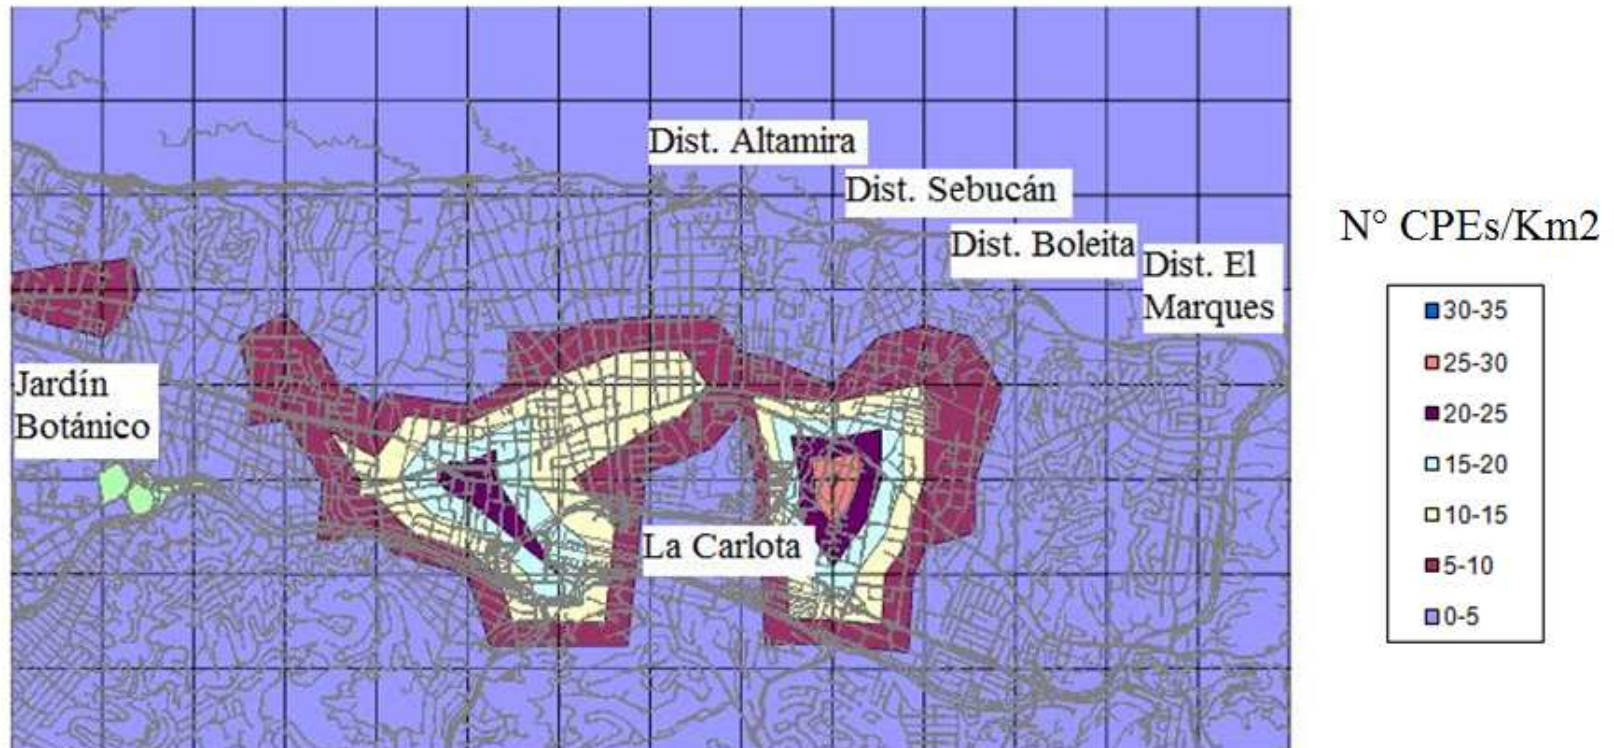 Dist. Altamira
Dist. Sebucán
Dist. Boleita
Dist. El
Marques
Jardín
Botánico
La Carlota
N° CPEs/Km2
30-35
25-30
20-25
15-20
10-15
5-10
0-5